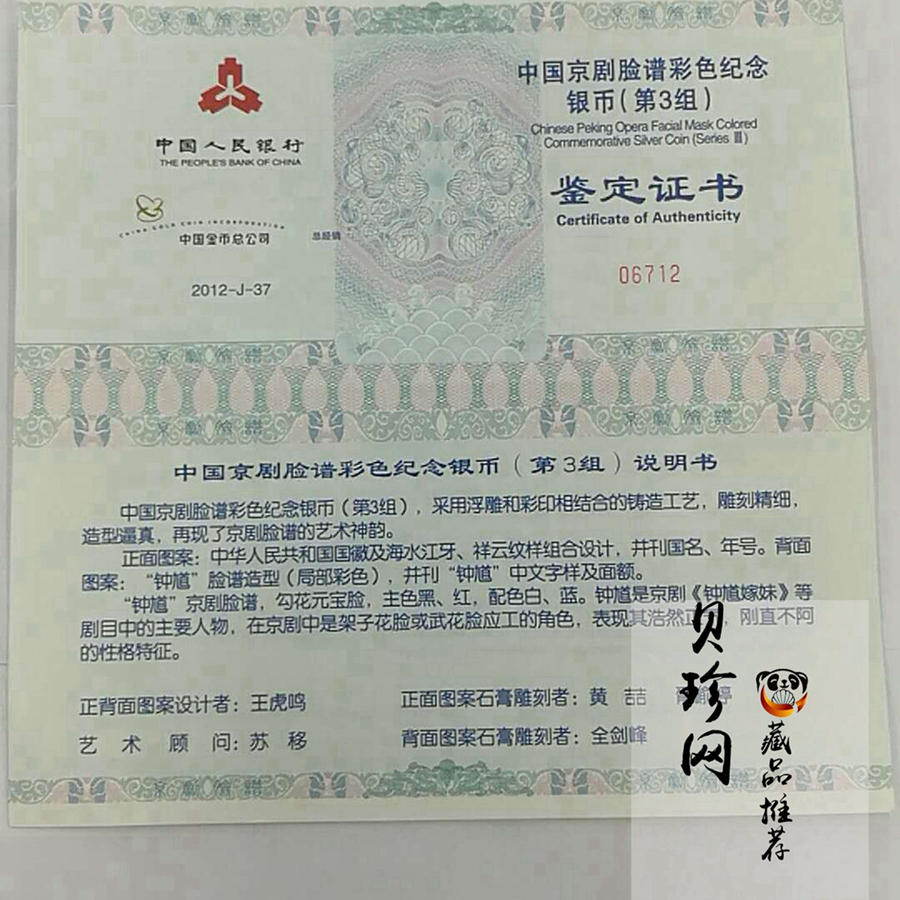 中国人民银行
THE PEOPLE'S BANK OF CHINA
CHINA GOLD COIN INCORPORATION
中国金币总公司
总经销
2012-J-37
中国京剧脸谱彩色纪念
银币（第3组）
Chinese Peking Opera Facial Mask Colored
Commemorative Silver Coin (Series Ⅲ)
鉴定证书
Certificate of Authenticity
06712
中国京剧脸谱彩色纪念银币（第3组）说明书
中国京剧脸谱彩色纪念银币（第3组），采用浮雕和彩印相结合的铸造工艺，雕刻精细，
造型逼真，再现了京剧脸谱的艺术神韵。
正面图案：中华人民共和国国徽及海水江牙、祥云纹样组合设计，并刊国名、年号。背面
图案：“钟馗”脸谱造型（局部彩色），并刊“钟馗”中文字样及面额。
“钟馗”京剧脸谱，勾花元宝脸，主色黑、红，配色白、蓝。钟馗是京剧《钟馗嫁妹》等
剧目中的主要人物，在京剧中是架子花脸或武花脸应工的角色，表现其浩然正，刚直不阿
的性格特征。
正背面图案设计者：王虎鸣
正面图案石膏雕刻者：黄 喆 婷
艺术顾问：苏 移
背面图案石膏雕刻者：全剑峰
贝珍网
藏品推荐